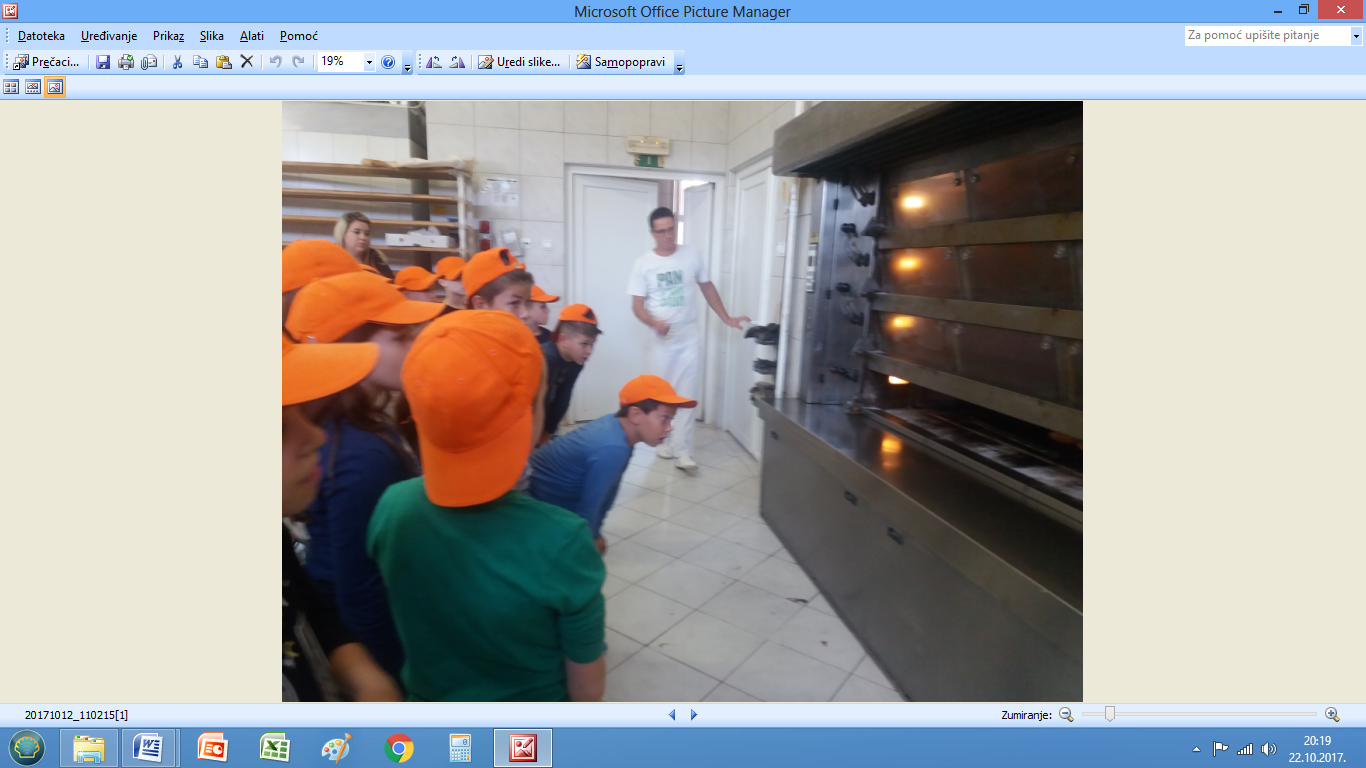 Microsoft Office Picture Manager
Datoteka Uređivanje Prikaz Slika Alati Pomoć
Za pomoć upišite pitanje
Prečaci... 19% Uredi slike... Samopopravi
PAN
20171012_110215[1]
Zumiranje:
20:19
22.10.2017.